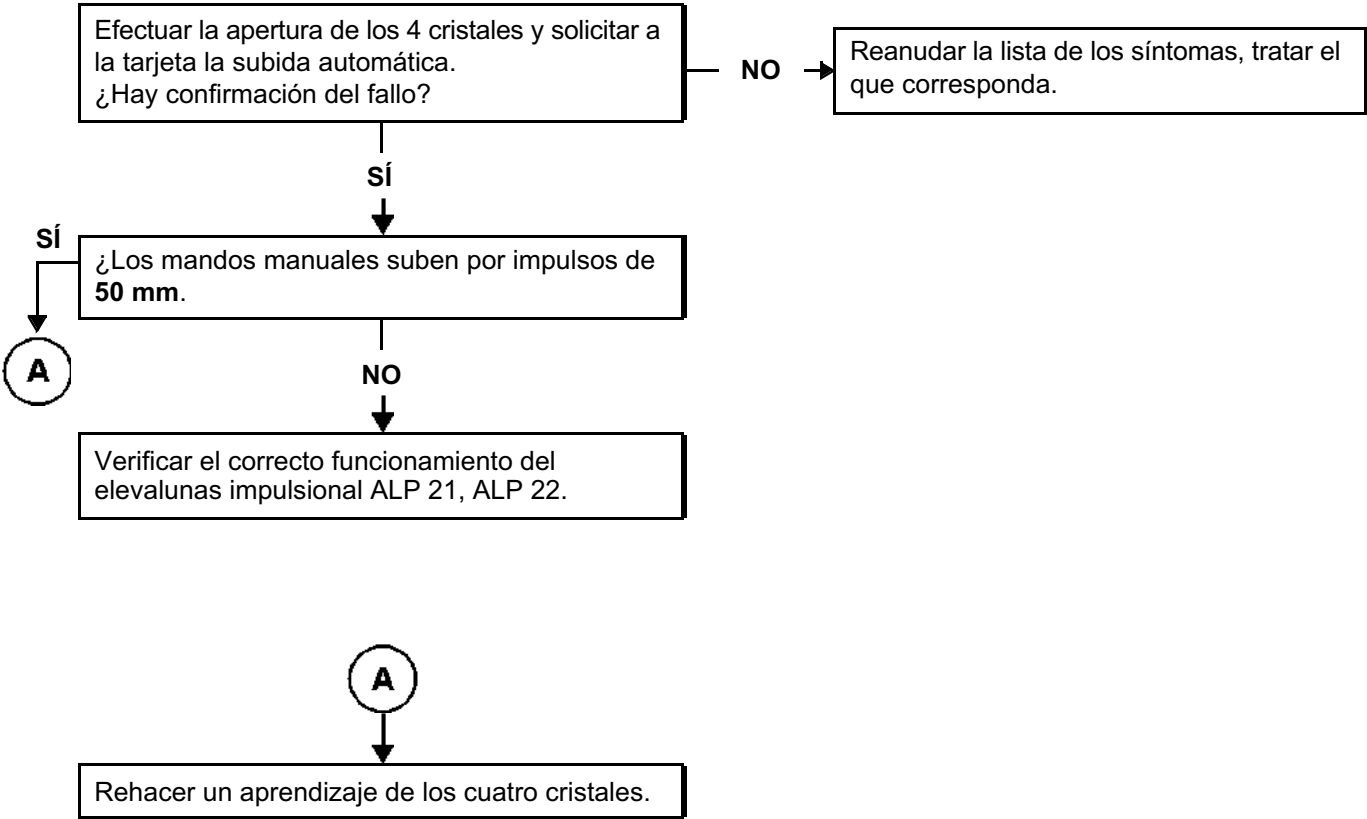 Efectuar la apertura de los 4 cristales y solicitar a
la tarjeta la subida automática.
¿Hay confirmación del fallo?
NO
Reanudar la lista de los síntomas, tratar el
que corresponda.
SÍ
SÍ
¿Los mandos manuales suben por impulsos de
50 mm.
A
NO
Verificar el correcto funcionamiento del
elevalunas impulsional ALP 21, ALP 22.
A
Rehacer un aprendizaje de los cuatro cristales.